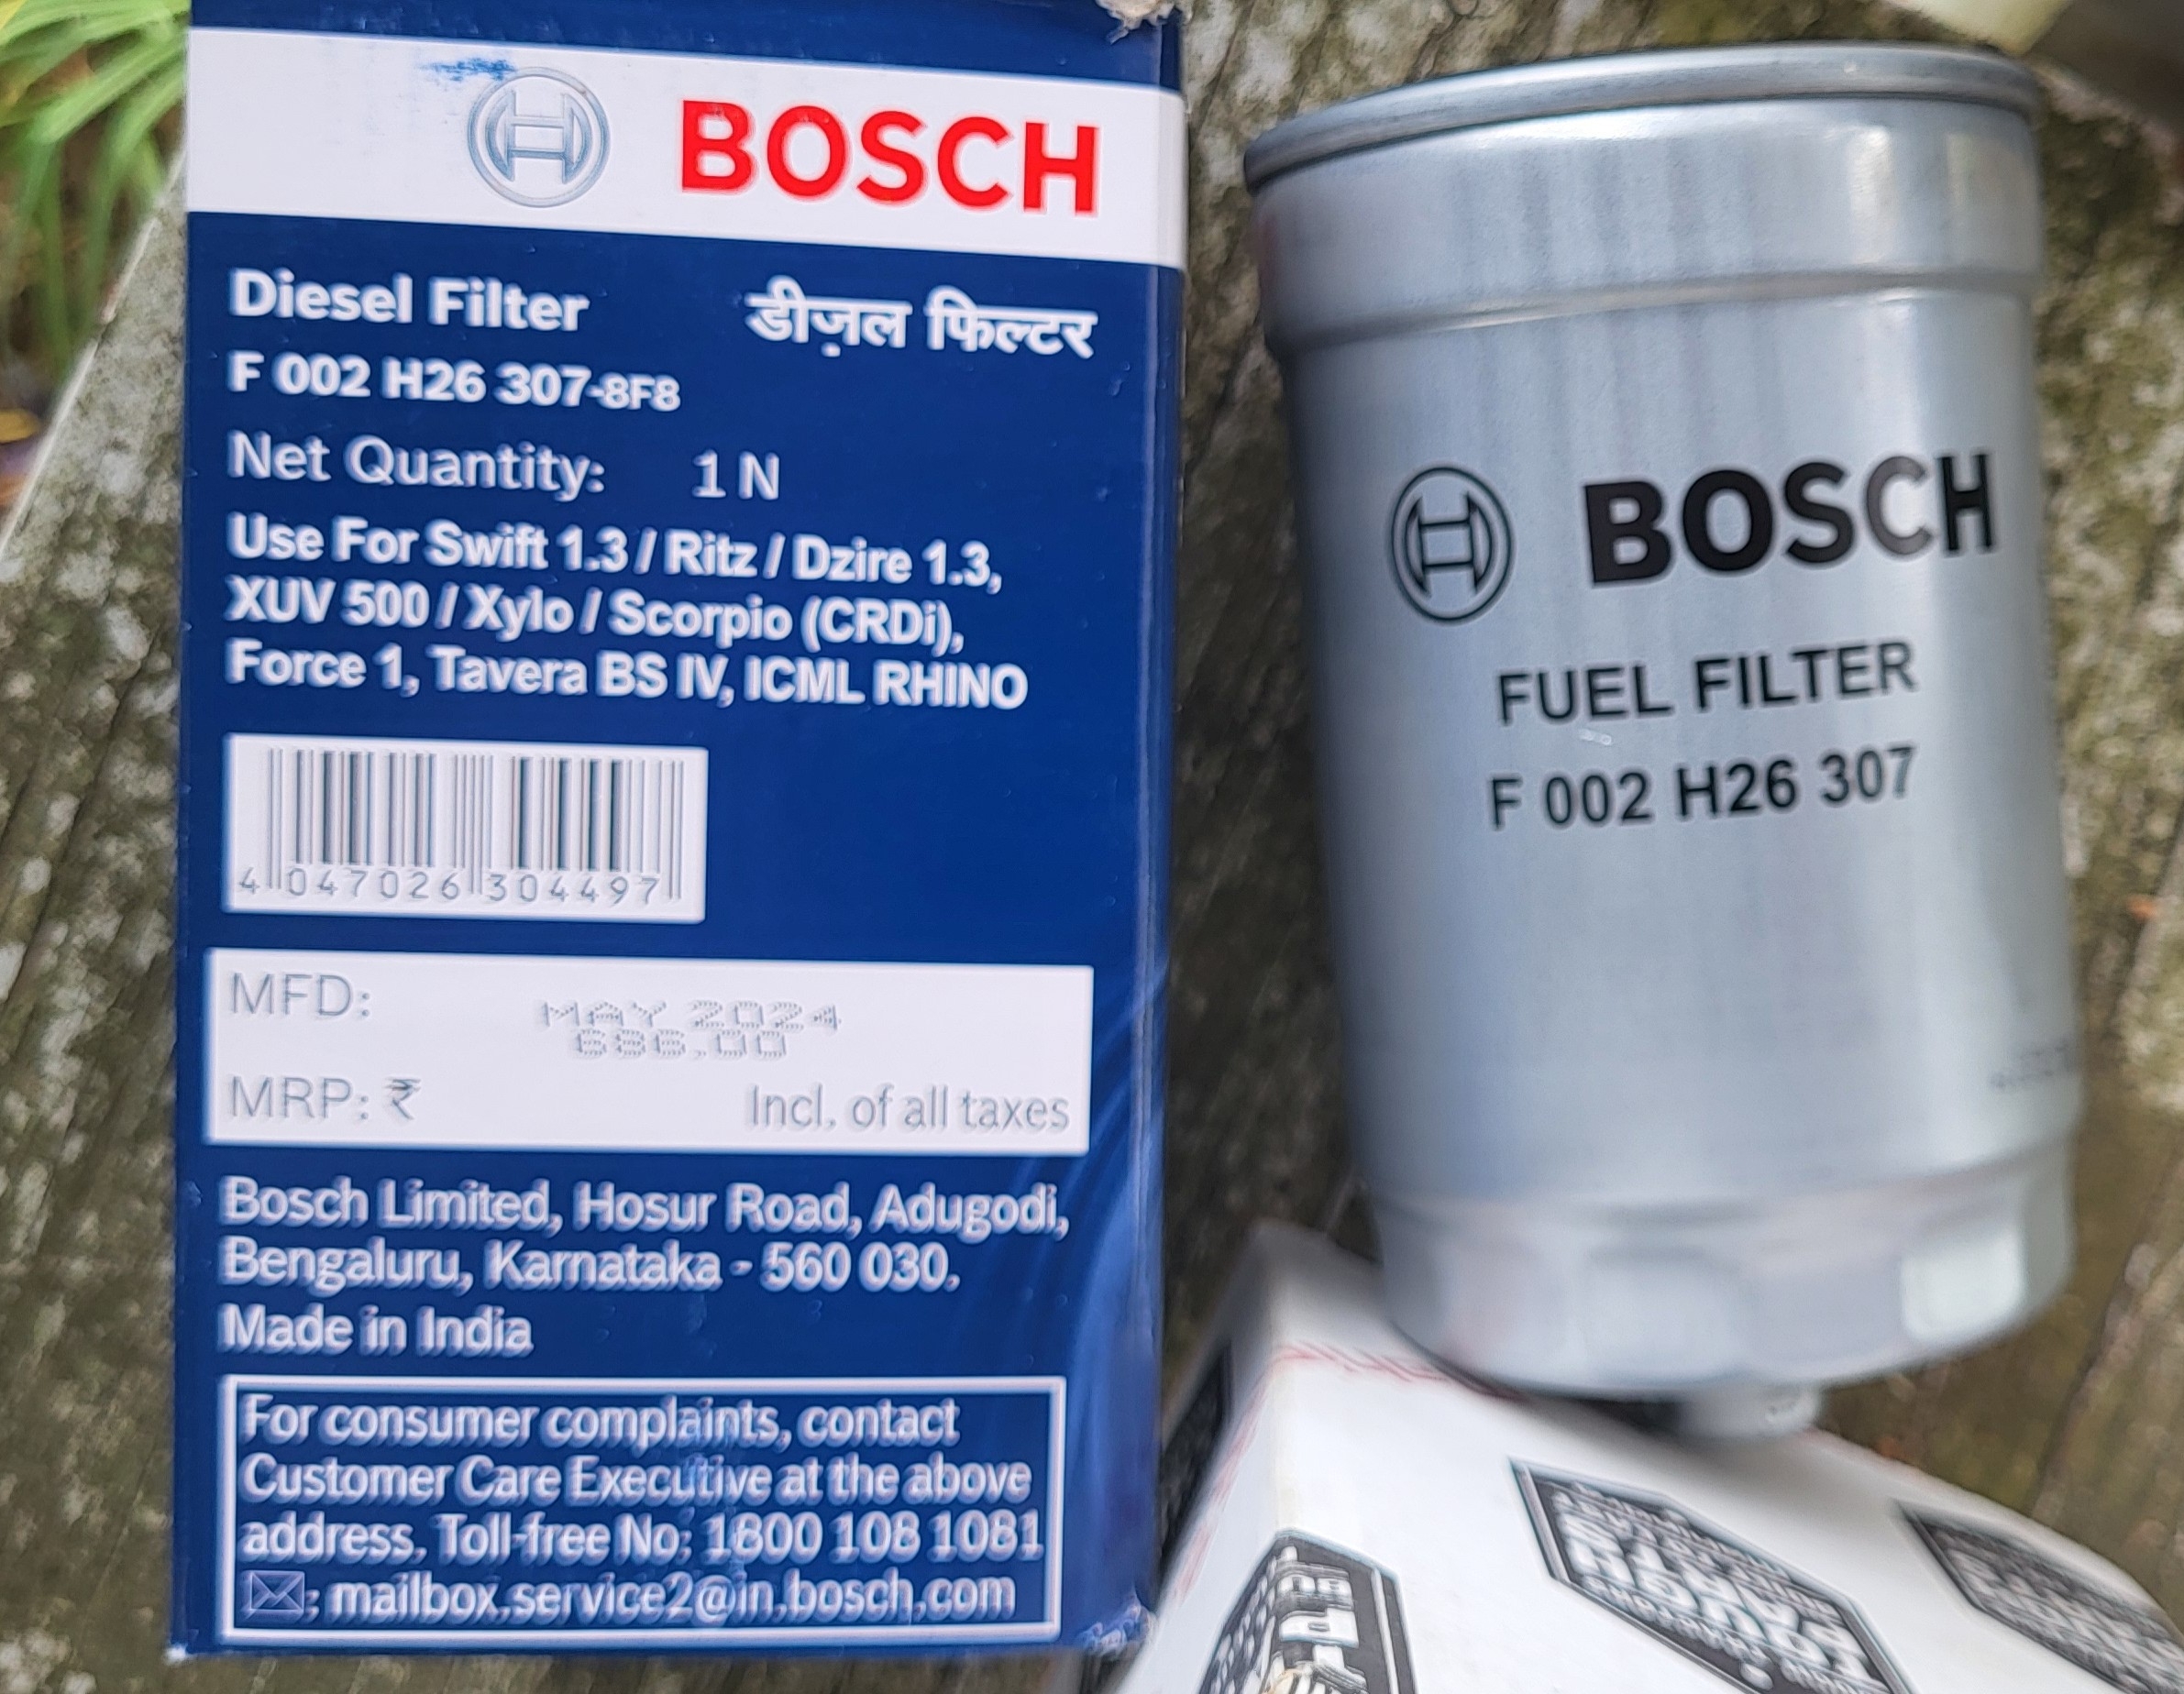 BOSCH
Diesel Filter डीज़ल फिल्टर
F 002 H26 307-8F8
Net Quantity: 1 N
Use For Swift 1.3 / Ritz / Dzire 1.3,
XUV 500 / Xylo / Scorpio (CRDi),
Force 1, Tavera BS IV, ICML RHINO
4 047026 304497
MFD: MAY 2024
686.00
MRP: ₹ Incl. of all taxes
Bosch Limited, Hosur Road, Adugodi,
Bengaluru, Karnataka - 560 030.
Made in India
For consumer complaints, contact
Customer Care Executive at the above
address. Toll-free No: 1800 108 1081
: mailbox.service2@in.bosch.com
BOSCH
FUEL FILTER
F 002 H26 307